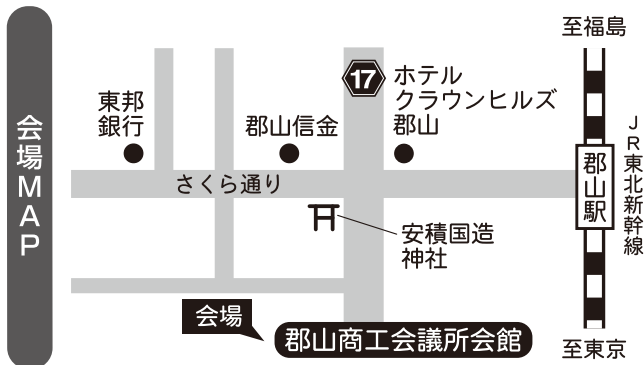 会場MAP
至福島
17
ホテル
クラウンヒルズ
郡山
東邦
銀行
郡山信金
さくら通り
郡山駅
JR東北新幹線
安積国造
神社
会場
郡山商工会議所会館
至東京